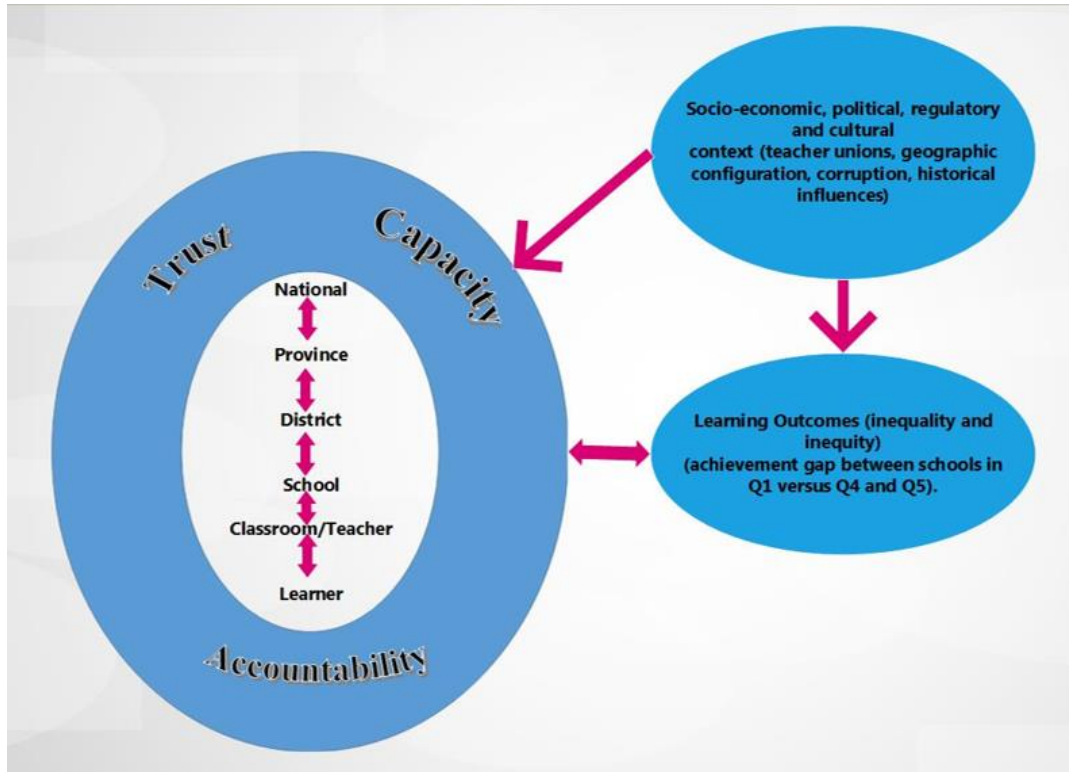 Trust
Capacity
National
Province
District
School
Classroom/Teacher
Learner
Accountability
Socio-economic, political, regulatory
and cultural
context (teacher unions, geographic
configuration, corruption, historical
influences)
Learning Outcomes (inequality and
inequity)
(achievement gap between schools in
Q1 versus Q4 and Q5).